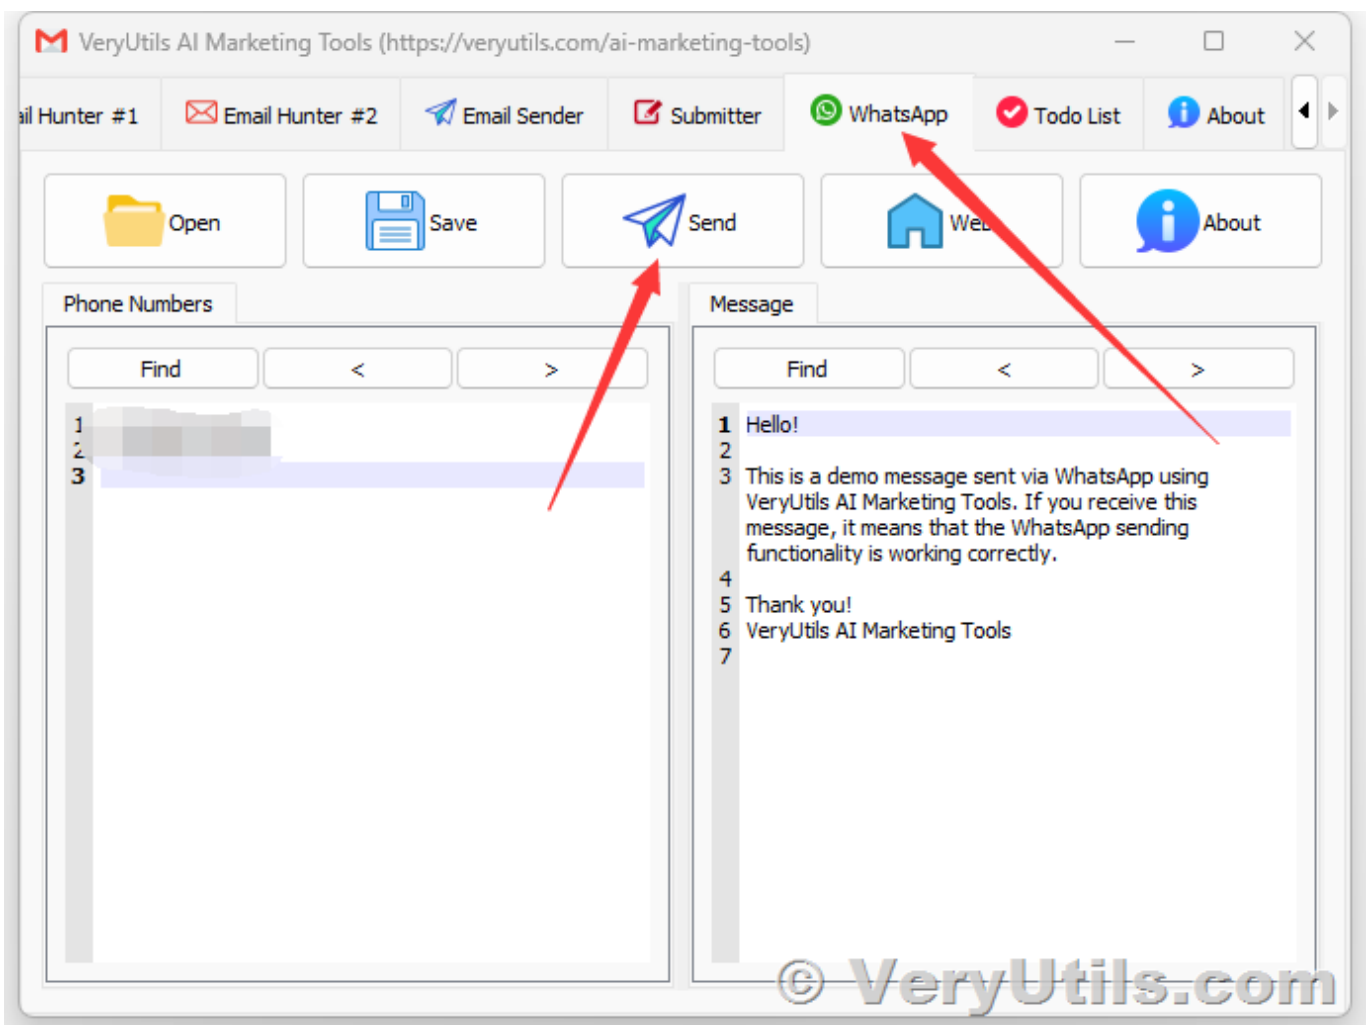 VeryUtils AI Marketing Tools (https://veryutils.com/ai-marketing-tools)
il Hunter #1 Email Hunter #2 Email Sender Submitter WhatsApp Todo List About
Open Save Send We About
Phone Numbers Message
Find < > Find < >
1
2
3
1 Hello!
2
3 This is a demo message sent via WhatsApp using
VeryUtils AI Marketing Tools. If you receive this
message, it means that the WhatsApp sending
functionality is working correctly.
4
5 Thank you!
6 VeryUtils AI Marketing Tools
7
© VeryUtils.com